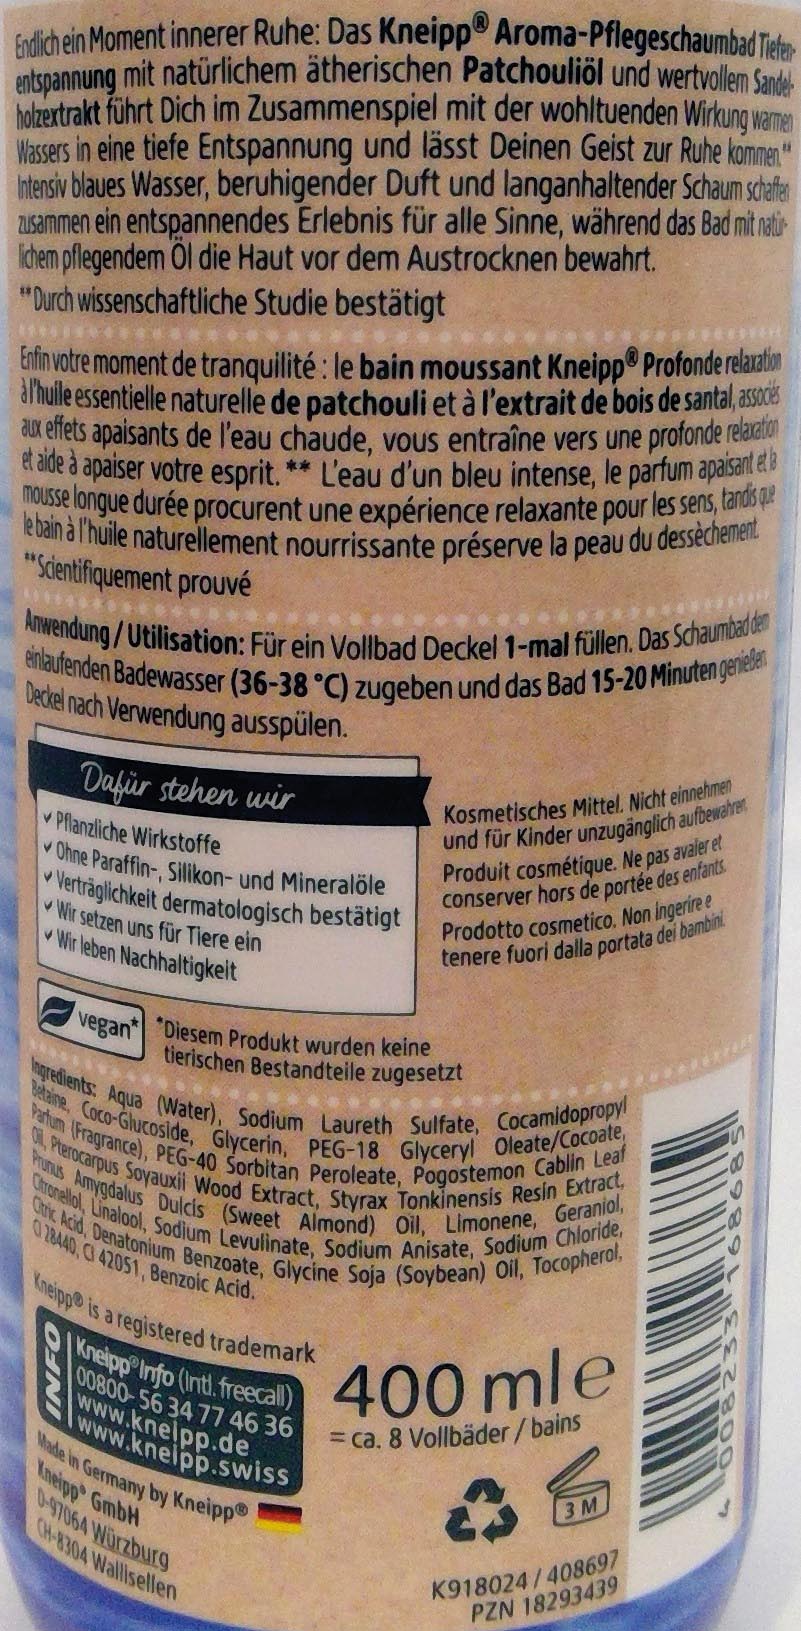 Endlich ein Moment innerer Ruhe: Das Kneipp® Aroma-Pflegeschaumbad Tiefen-
entspannung mit natürlichem ätherischen Patchouliöl und wertvollem Sandel-
holzextrakt führt Dich im Zusammenspiel mit der wohltuenden Wirkung warmen
Wassers in eine tiefe Entspannung und lässt Deinen Geist zur Ruhe kommen.**
Intensiv blaues Wasser, beruhigender Duft und langanhaltender Schaum schaffen
zusammen ein entspannendes Erlebnis für alle Sinne, während das Bad mit natür-
lichem pflegendem Öl die Haut vor dem Austrocknen bewahrt.
**Durch wissenschaftliche Studie bestätigt
Enfin votre moment de tranquilité : le bain moussant Kneipp® Profonde relaxation
à l'huile essentielle naturelle de patchouli et à l'extrait de bois de santal, associés
aux effets apaisants de l'eau chaude, vous entraîne vers une profonde relaxation
et aide à apaiser votre esprit. ** L'eau d'un bleu intense, le parfum apaisant et la
mousse longue durée procurent une expérience relaxante pour les sens, tandis que
le bain à l'huile naturellement nourrissante préserve la peau du dessèchement.
**Scientifiquement prouvé
Anwendung / Utilisation: Für ein Vollbad Deckel 1-mal füllen. Das Schaumbad dem
einlaufenden Badewasser (36-38 °C) zugeben und das Bad 15-20 Minuten genießen.
Deckel nach Verwendung ausspülen.
Dafür stehen wir
✓ Pflanzliche Wirkstoffe
✓ Ohne Paraffin-, Silikon- und Mineralöle
✓ Verträglichkeit dermatologisch bestätigt
✓ Wir setzen uns für Tiere ein
✓ Wir leben Nachhaltigkeit
Kosmetisches Mittel. Nicht einnehmen
und für Kinder unzugänglich aufbewahren.
Produit cosmétique. Ne pas avaler et
conserver hors de portée des enfants.
Prodotto cosmetico. Non ingerire e
tenere fuori dalla portata dei bambini.
vegan*
*Diesem Produkt wurden keine
tierischen Bestandteile zugesetzt
Ingredients: Aqua (Water), Sodium Laureth Sulfate, Cocamidopropyl
Betaine, Coco-Glucoside, Glycerin, PEG-18 Glyceryl Oleate/Cocoate,
Parfum (Fragrance), PEG-40 Sorbitan Peroleate, Pogostemon Cablin Leaf
Oil, Pterocarpus Soyauxii Wood Extract, Styrax Tonkinensis Resin Extract,
Prunus Amygdalus Dulcis (Sweet Almond) Oil, Limonene, Geraniol,
Citronellol, Linalool, Sodium Levulinate, Sodium Anisate, Sodium Chloride,
Citric Acid, Denatonium Benzoate, Glycine Soja (Soybean) Oil, Tocopherol,
CI 28440, CI 42051, Benzoic Acid.
Kneipp® is a registered trademark
INFO
Kneipp® Info (Intl. freecall)
00800- 56 34 77 46 36
www.kneipp.de
www.kneipp.swiss
400 ml e
= ca. 8 Vollbäder / bains
Made in Germany by Kneipp®
Kneipp® GmbH
D-97064 Würzburg
CH-8304 Wallisellen
3 M
K918024 / 408697
PZN 18293439
4 008233 168685